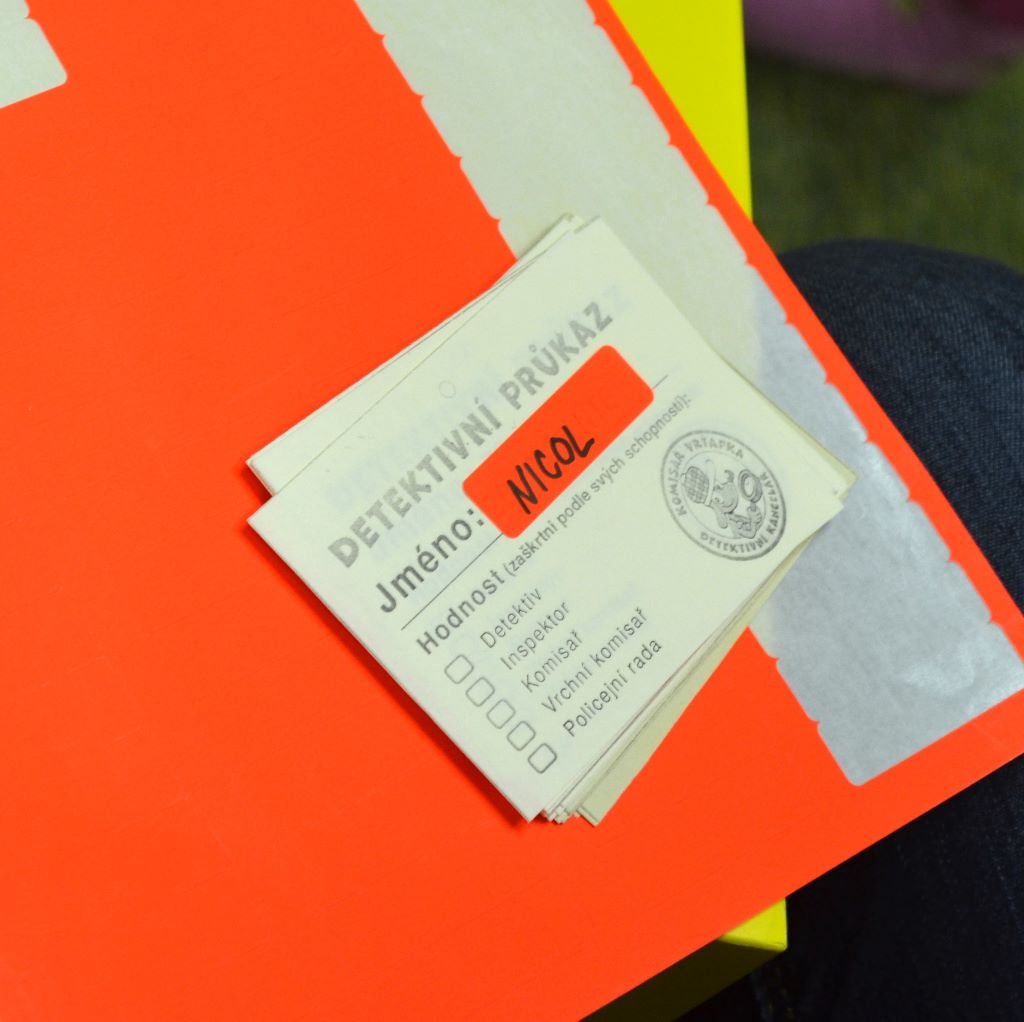 DETEKTIVNÍ PRŮKAZ
Jméno: NICOL
Hodnost (zaškrtni podle svých schopností):
Detektiv
Inspektor
Komisař
Vrchní komisař
Policejní rada
KOMISAŘ VRŤAPKA
DETEKTIVNÍ KANCELÁŘ